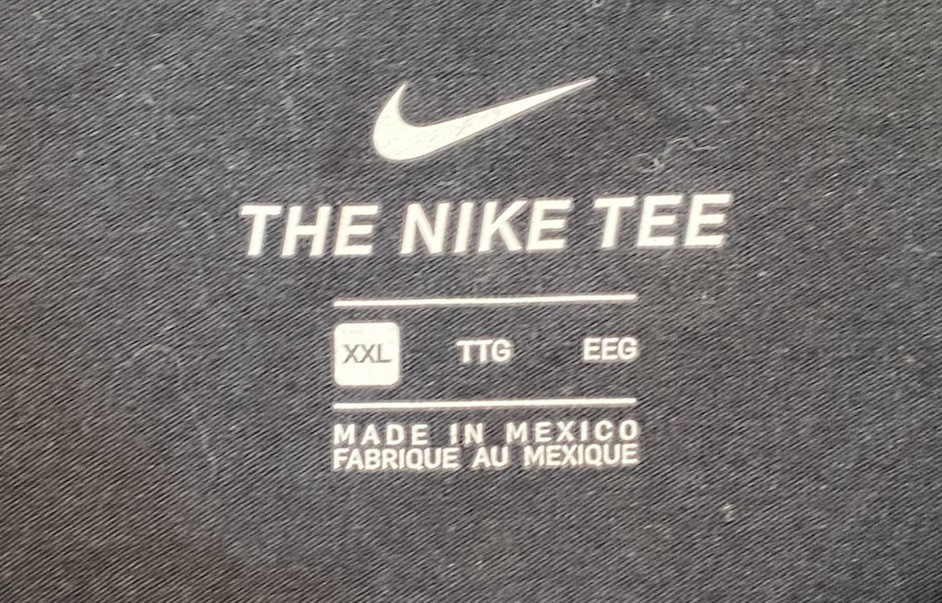 THE NIKE TEE
XXL TTG EEG
MADE IN MEXICO
FABRIQUE AU MEXIQUE